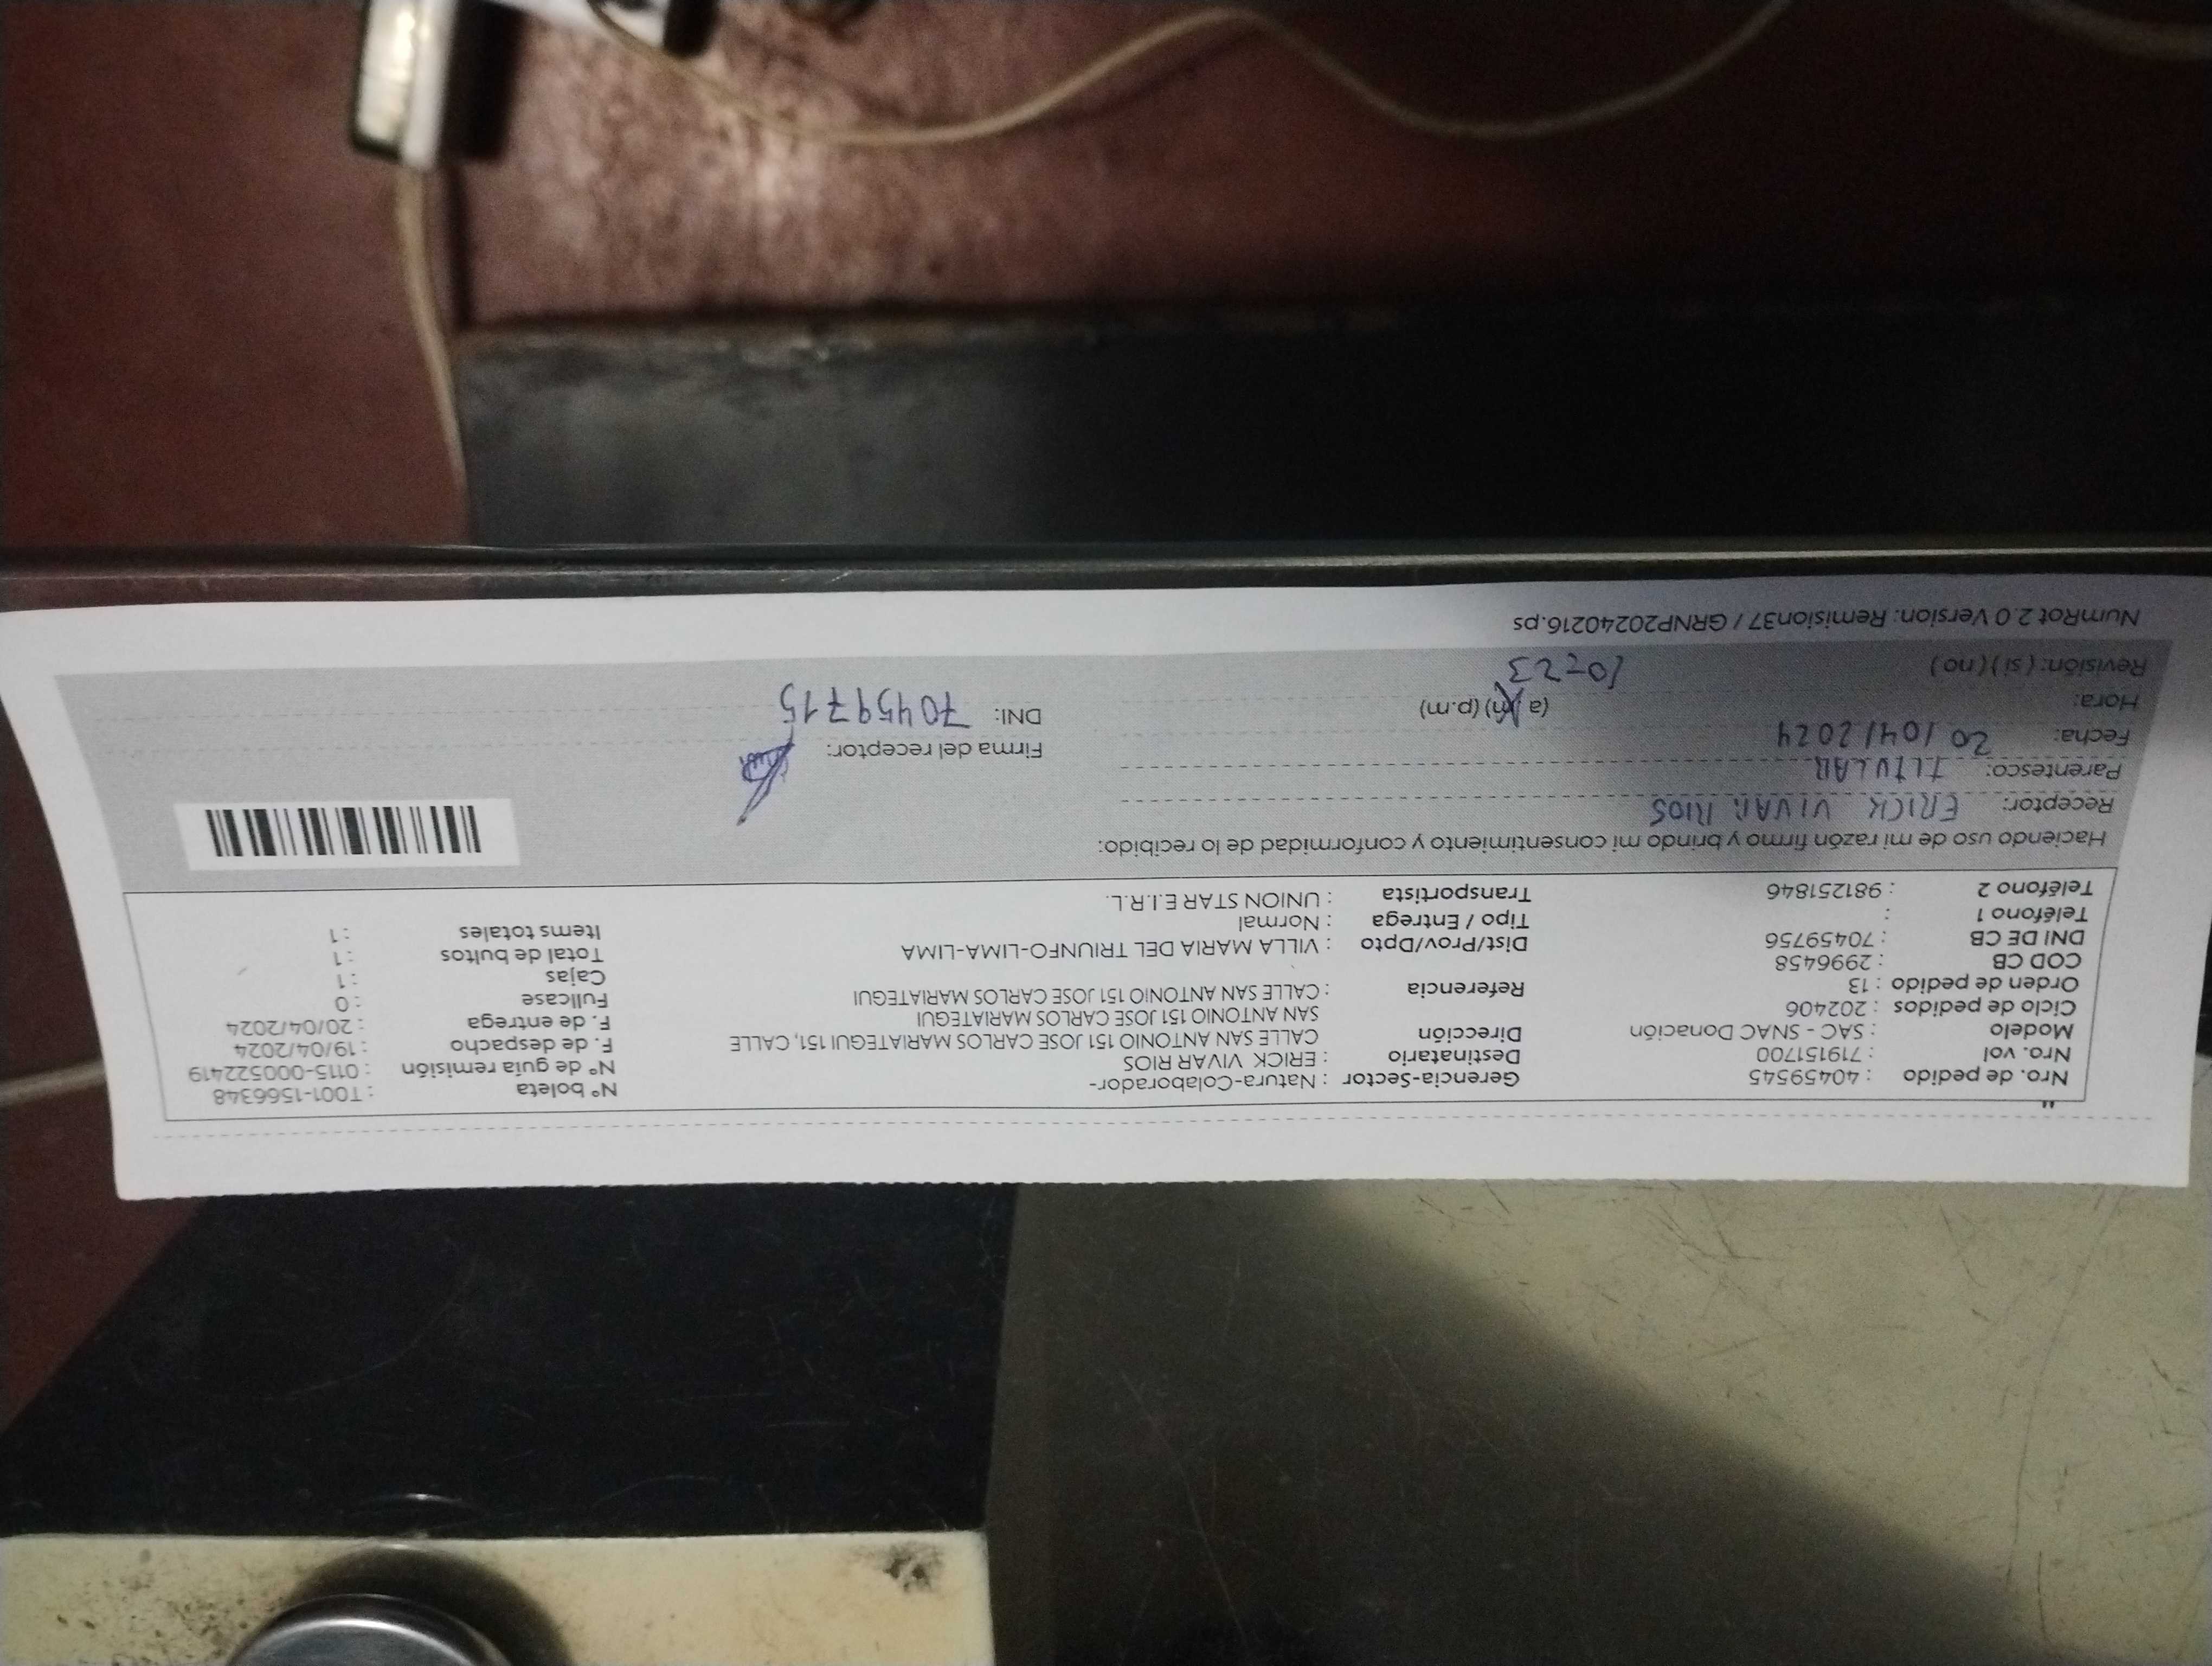 Nro. de pedido : 40459545
Nro. vol : 719151700
Modelo : SAC - SNAC Donación
Ciclo de pedidos : 202406
Orden de pedido : 13
COD CB : 2996458
DNI DE CB : 70459756
Teléfono 1 :
Teléfono 2 : 981251846
Gerencia-Sector : Natura-Colaborador-
Destinatario : ERICK VIVAR RIOS
Dirección CALLE SAN ANTONIO 151 JOSE CARLOS MARIATEGUI 151, CALLE
SAN ANTONIO 151 JOSE CARLOS MARIATEGUI
Referencia : CALLE SAN ANTONIO 151 JOSE CARLOS MARIATEGUI
Dist/Prov/Dpto : VILLA MARIA DEL TRIUNFO-LIMA-LIMA
Tipo / Entrega : Normal
Transportista : UNION STAR E.I.R.L.
Nº boleta : T001-1566348
Nº de guía remisión : 0115-000522419
F. de despacho : 19/04/2024
F. de entrega : 20/04/2024
Fullcase : 0
Cajas : 1
Total de bultos : 1
Items totales : 1
Haciendo uso de mi razón firmo y brindo mi consentimiento y conformidad de lo recibido:
Receptor: ERICK VIVAR RIOS
Parentesco: TITULAR
Fecha: 20/04/2024
Hora: (a.m) (p.m)
10-23
Revisión: (si) (no)
Firma del receptor:
DNI: 70459715
NumRot 2.0 Version: Remision37 / GRNP20240216.ps